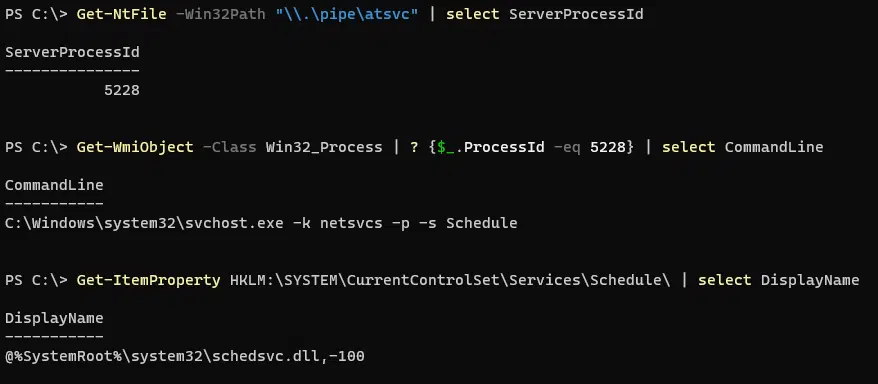 PS C:\> Get-NtFile -Win32Path "\\.\pipe\atsvc" | select ServerProcessId
ServerProcessId
---------------
5228
PS C:\> Get-WmiObject -Class Win32_Process | ? {$_.ProcessId -eq 5228} | select CommandLine
CommandLine
-----------
C:\Windows\system32\svchost.exe -k netsvcs -p -s Schedule
PS C:\> Get-ItemProperty HKLM:\SYSTEM\CurrentControlSet\Services\Schedule\ | select DisplayName
DisplayName
-----------
@%SystemRoot%\system32\schedsvc.dll,-100